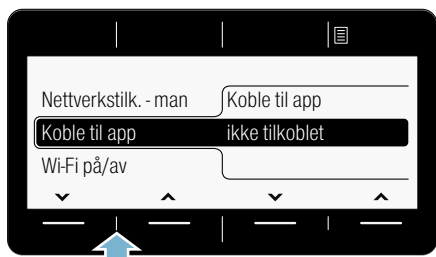 Nettverkstilk. - man
Koble til app
Koble til app
ikke tilkoblet
Wi-Fi på/av